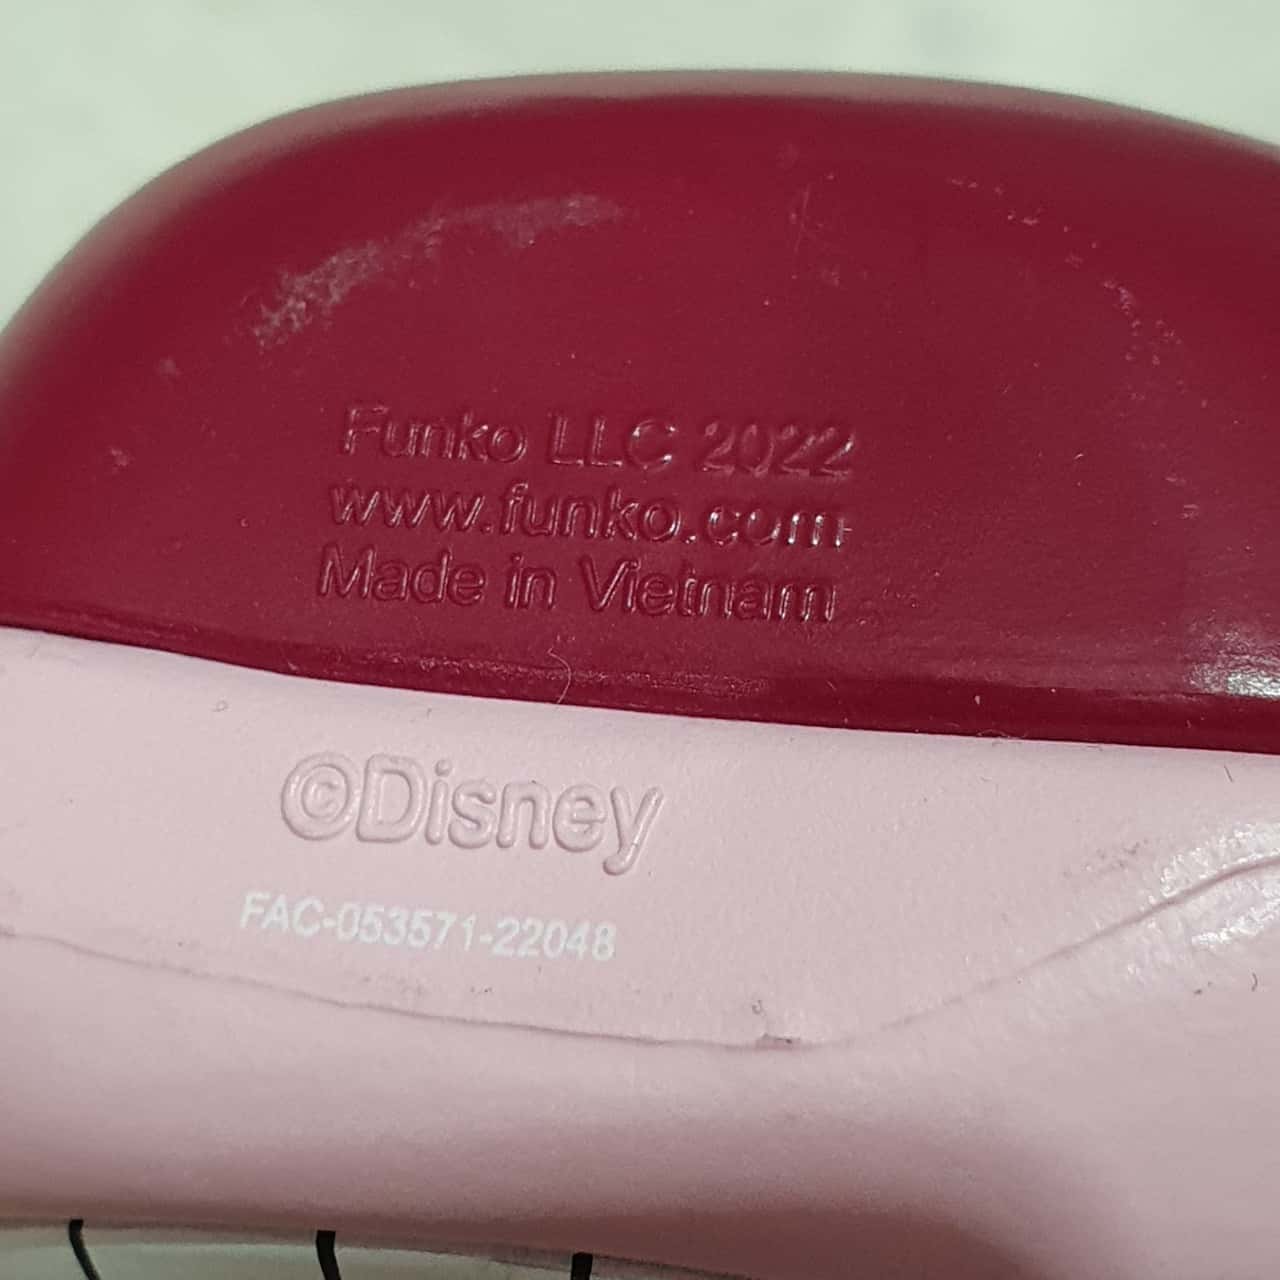 Funko LLC 2022
www.funko.com
Made in Vietnam
©Disney
FAC-053571-22048